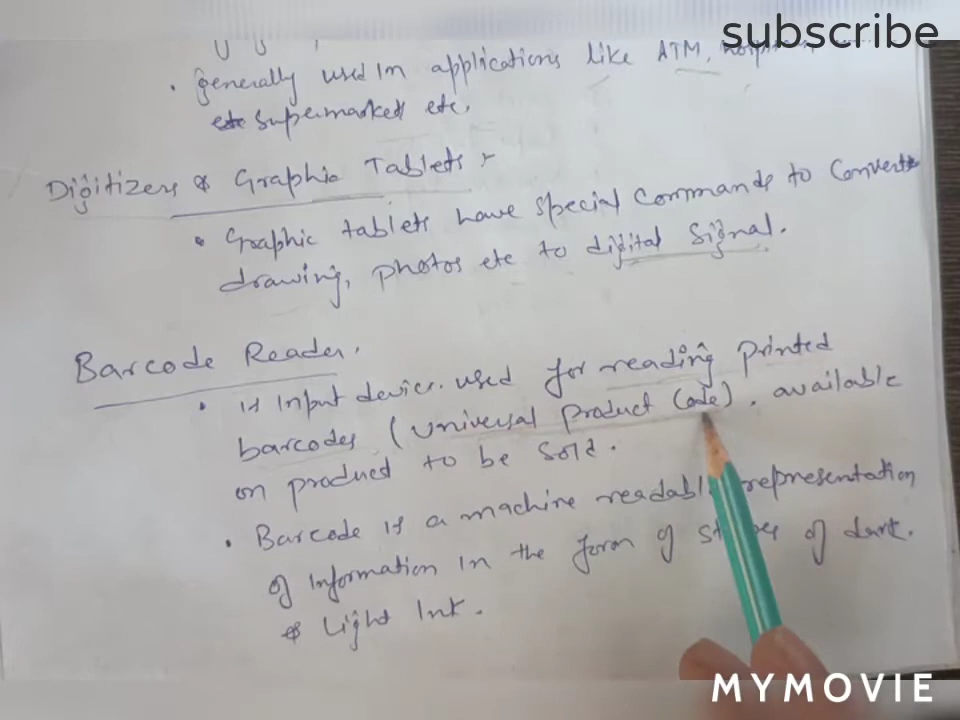 subscribe
• Generally used in applications like ATM,
etc supermarket etc.
Digitizers & Graphic Tablets :-
• Graphic tablets have special commands to convert
drawing, photos etc to digital signal.
Barcode Reader.
• is input device. used for reading printed
barcodes (Universal product code). available
on product to be sold.
• Barcode is a machine readable representation
of information in the form of stripes of dark.
& Light Ink.
MYMOVIE